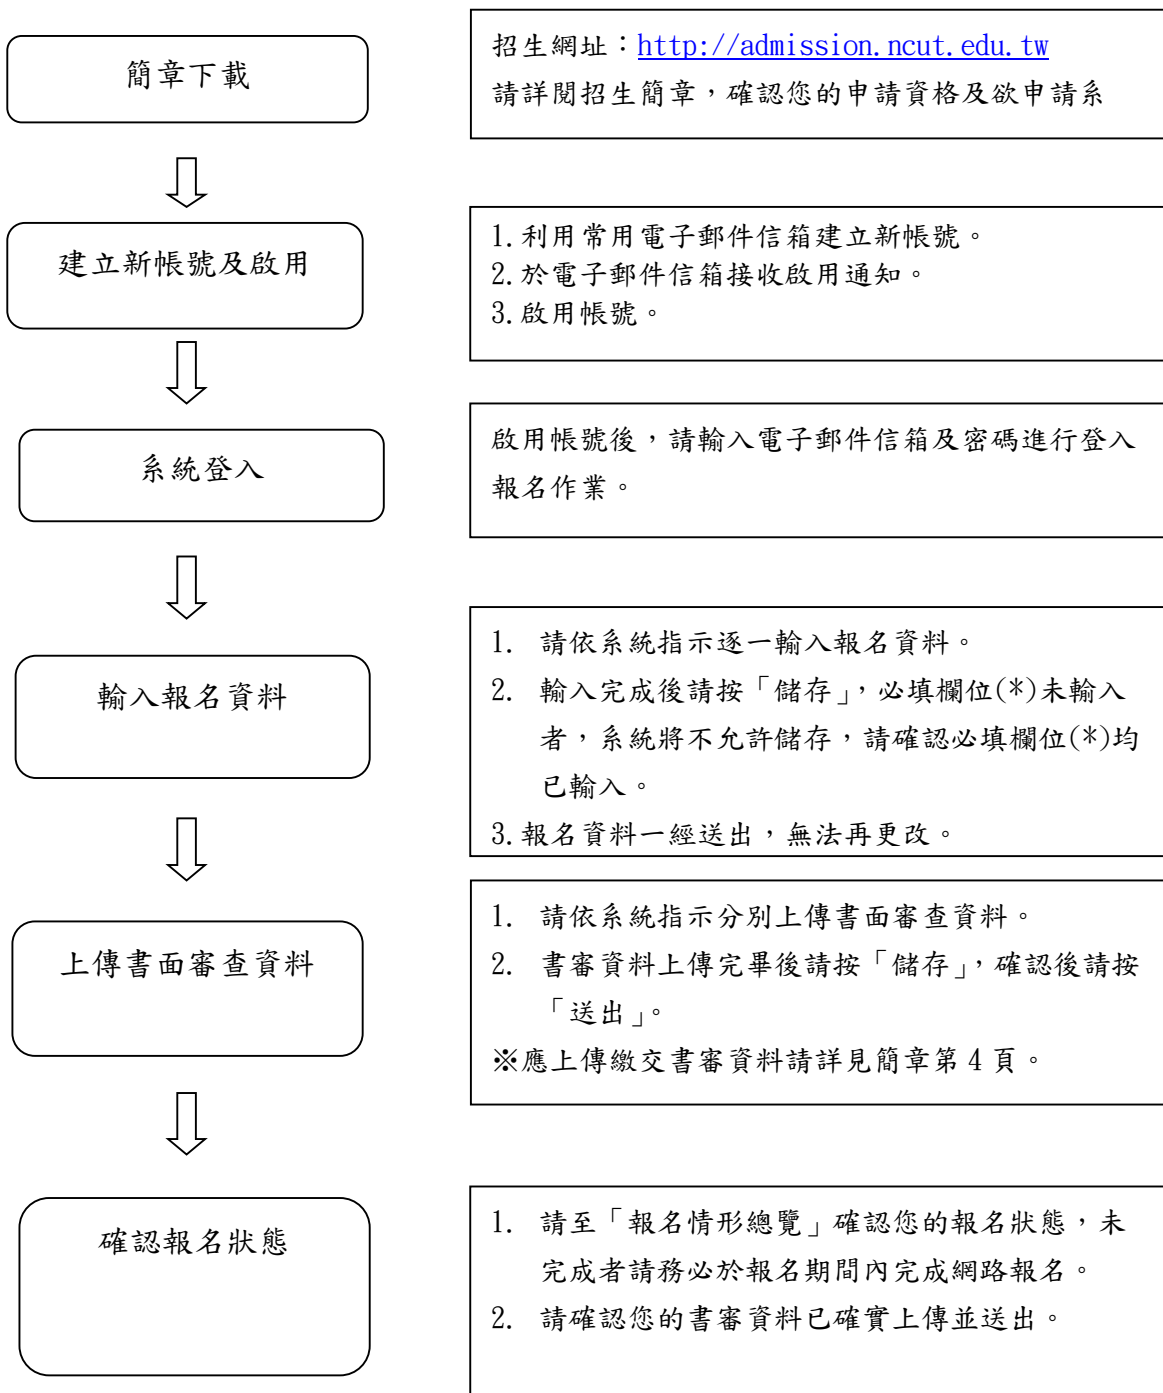 簡章下載
招生網址：http://admission.ncut.edu.tw
請詳閱招生簡章，確認您的申請資格及欲申請系
建立新帳號及啟用
1.利用常用電子郵件信箱建立新帳號。
2.於電子郵件信箱接收啟用通知。
3.啟用帳號。
系統登入
啟用帳號後，請輸入電子郵件信箱及密碼進行登入
報名作業。
輸入報名資料
1. 請依系統指示逐一輸入報名資料。
2. 輸入完成後請按「儲存」，必填欄位(*)未輸入
者，系統將不允許儲存，請確認必填欄位(*)均
已輸入。
3.報名資料一經送出，無法再更改。
上傳書面審查資料
1. 請依系統指示分別上傳書面審查資料。
2. 書審資料上傳完畢後請按「儲存」，確認後請按
「送出」。
※應上傳繳交書審資料請詳見簡章第 4 頁。
確認報名狀態
1. 請至「報名情形總覽」確認您的報名狀態，未
完成者請務必於報名期間內完成網路報名。
2. 請確認您的書審資料已確實上傳並送出。